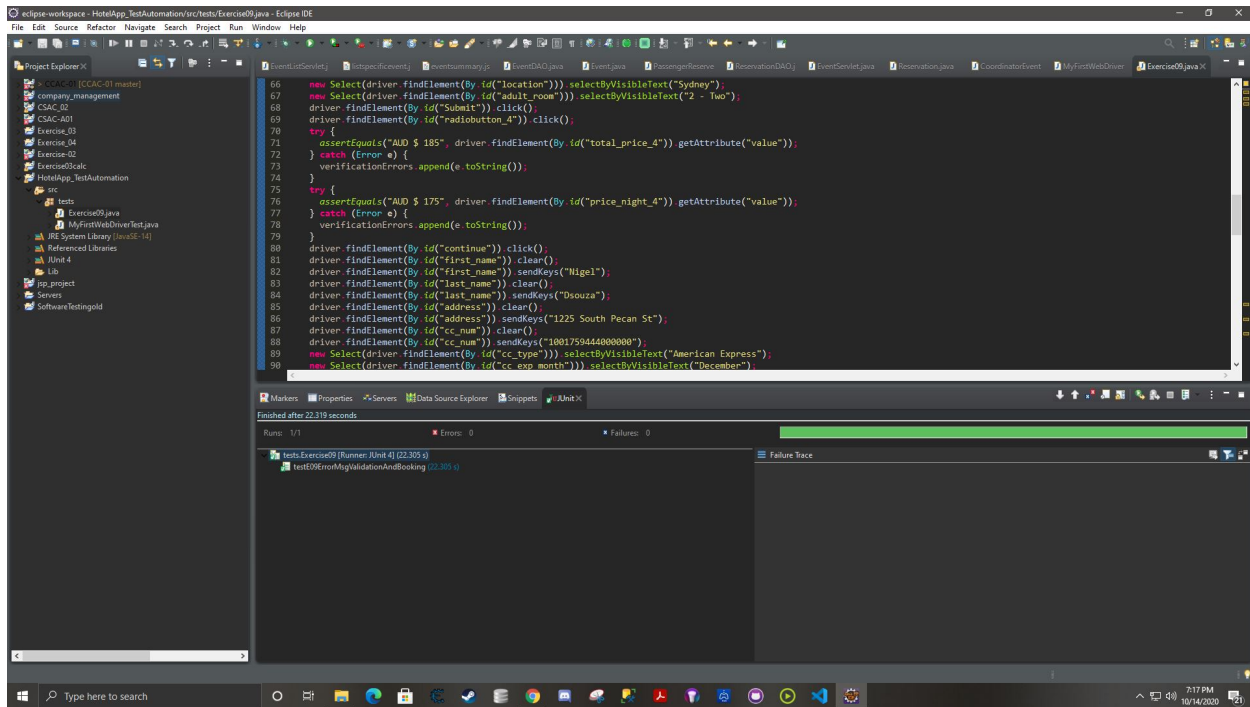 eclipse-workspace - HotelApp_TestAutomation/src/tests/Exercise09.java - Eclipse IDE
File Edit Source Refactor Navigate Search Project Run Window Help
Project Explorer
EventListServlet.j
listspecificevent.j
eventsummary.js
EventDAO.java
Event.java
PassengerReserve
ReservationDAO.j
EventServlet.java
Reservation.java
CoordinatorEvent
MyFirstWebDriver
Exercise09.java
> CCAC-01 [CCAC-01 master]
company_management
CSAC_02
CSAC-A01
Exercise_03
Exercise_04
Exercise-02
Exercise03calc
HotelApp_TestAutomation
src
tests
Exercise09.java
MyFirstWebDriverTest.java
JRE System Library [JavaSE-14]
Referenced Libraries
JUnit 4
Lib
jsp_project
Servers
SoftwareTestingold
66 new Select(driver.findElement(By.id("location"))).selectByVisibleText("Sydney");
67 new Select(driver.findElement(By.id("adult_room"))).selectByVisibleText("2 - Two");
68 driver.findElement(By.id("Submit")).click();
69 driver.findElement(By.id("radiobutton_4")).click();
70 try {
71 assertEquals("AUD $ 185", driver.findElement(By.id("total_price_4")).getAttribute("value"));
72 } catch (Error e) {
73 verificationErrors.append(e.toString());
74 }
75 try {
76 assertEquals("AUD $ 175", driver.findElement(By.id("price_night_4")).getAttribute("value"));
77 } catch (Error e) {
78 verificationErrors.append(e.toString());
79 }
80 driver.findElement(By.id("continue")).click();
81 driver.findElement(By.id("first_name")).clear();
82 driver.findElement(By.id("first_name")).sendKeys("Nigel");
83 driver.findElement(By.id("last_name")).clear();
84 driver.findElement(By.id("last_name")).sendKeys("Dsouza");
85 driver.findElement(By.id("address")).clear();
86 driver.findElement(By.id("address")).sendKeys("1225 South Pecan St");
87 driver.findElement(By.id("cc_num")).clear();
88 driver.findElement(By.id("cc_num")).sendKeys("1001759444000000");
89 new Select(driver.findElement(By.id("cc_type"))).selectByVisibleText("American Express");
90 new Select(driver.findElement(By.id("cc_exp_month"))).selectByVisibleText("December");
Markers Properties Servers Data Source Explorer Snippets JUnit
Finished after 22.319 seconds
Runs: 1/1 Errors: 0 Failures: 0
tests.Exercise09 [Runner: JUnit 4] (22.305 s)
testE09ErrorMsgValidationAndBooking (22.305 s)
Failure Trace
Type here to search
7:17 PM
10/14/2020
21